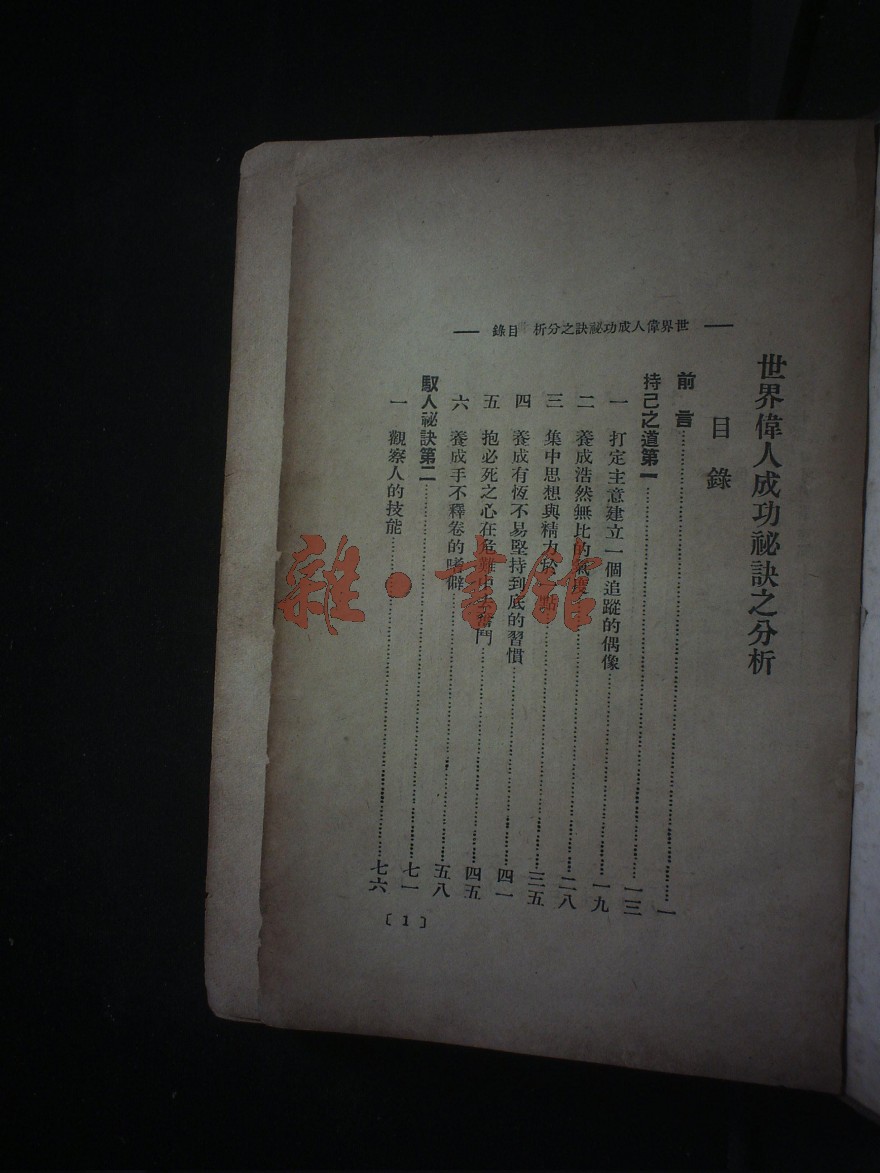 世界偉人成功祕訣之分析 目錄
世界偉人成功祕訣之分析
目錄
前言 一
持己之道第一 一三
一 打定主意建立一個追蹤的偶像 一九
二 養成浩然無比的氣度 二八
三 集中思想與精力於一點 三五
四 養成有恆不易堅持到底的習慣 四一
五 抱必死之心在危難中去奮鬥 四五
六 養成手不釋卷的嗜僻 五八
馭人祕訣第二 七一
一 觀察人的技能 七六
〔1〕
雜·書館